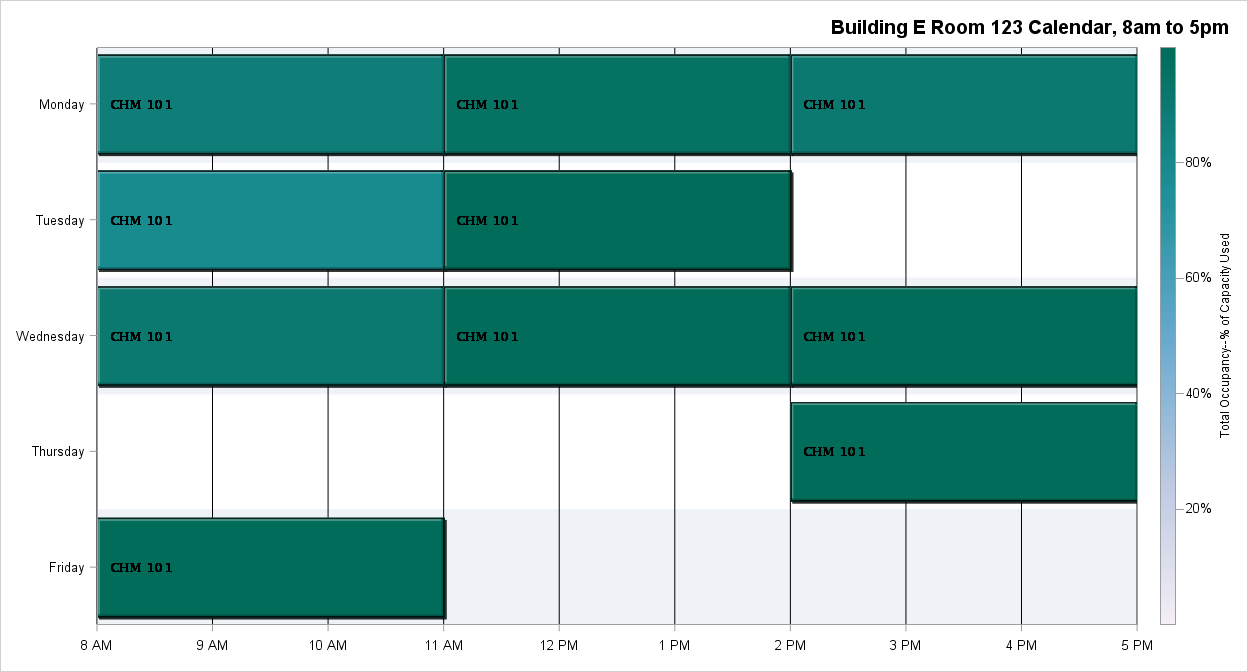 Building E Room 123 Calendar, 8am to 5pm
Monday
CHM 101
CHM 101
CHM 101
Tuesday
CHM 101
CHM 101
Wednesday
CHM 101
CHM 101
CHM 101
Thursday
CHM 101
Friday
CHM 101
8 AM
9 AM
10 AM
11 AM
12 PM
1 PM
2 PM
3 PM
4 PM
5 PM
80%
60%
40%
20%
Total Occupancy--% of Capacity Used